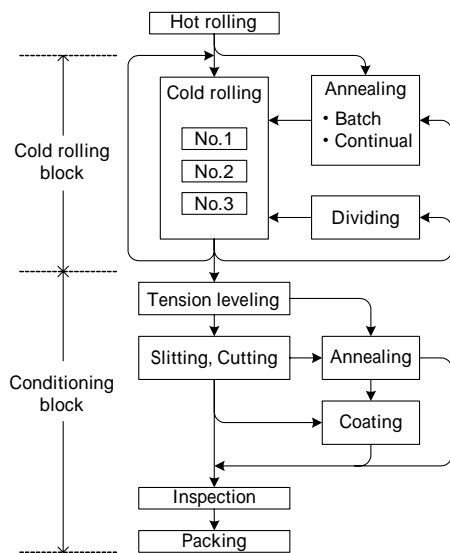 Hot rolling
Cold rolling
Annealing
• Batch
• Continual
No.1
No.2
No.3
Dividing
Cold rolling
block
Tension leveling
Slitting, Cutting
Annealing
Coating
Conditioning
block
Inspection
Packing